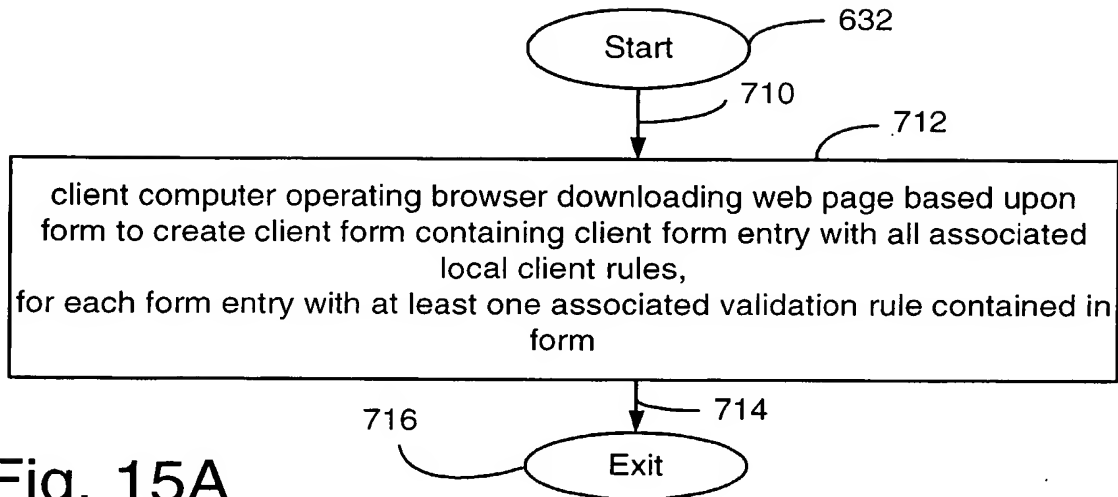 Start
632
710
712
client computer operating browser downloading web page based upon
form to create client form containing client form entry with all associated
local client rules,
for each form entry with at least one associated validation rule contained in
form
714
716
Exit
Fig. 15A